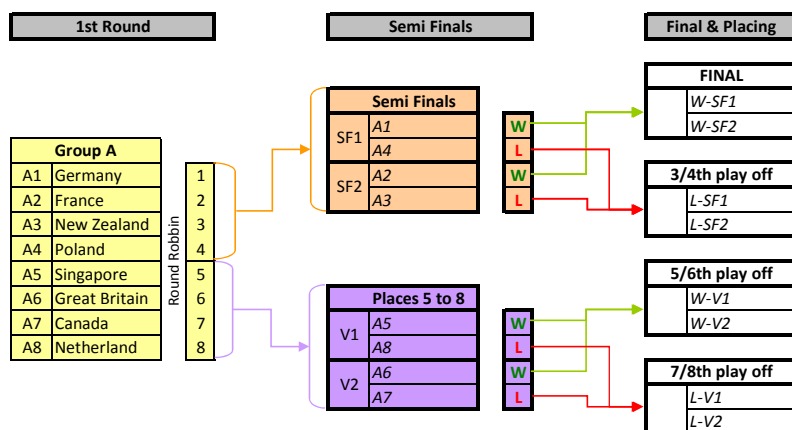 1st Round
Semi Finals
Final & Placing
Group A
A1 Germany 1
A2 France 2
A3 New Zealand 3
A4 Poland 4
A5 Singapore 5
A6 Great Britain 6
A7 Canada 7
A8 Netherland 8
Round Robbin
Semi Finals
SF1
A1 W
A4 L
SF2
A2 W
A3 L
Places 5 to 8
V1
A5 W
A8 L
V2
A6 W
A7 L
FINAL
W-SF1
W-SF2
3/4th play off
L-SF1
L-SF2
5/6th play off
W-V1
W-V2
7/8th play off
L-V1
L-V2